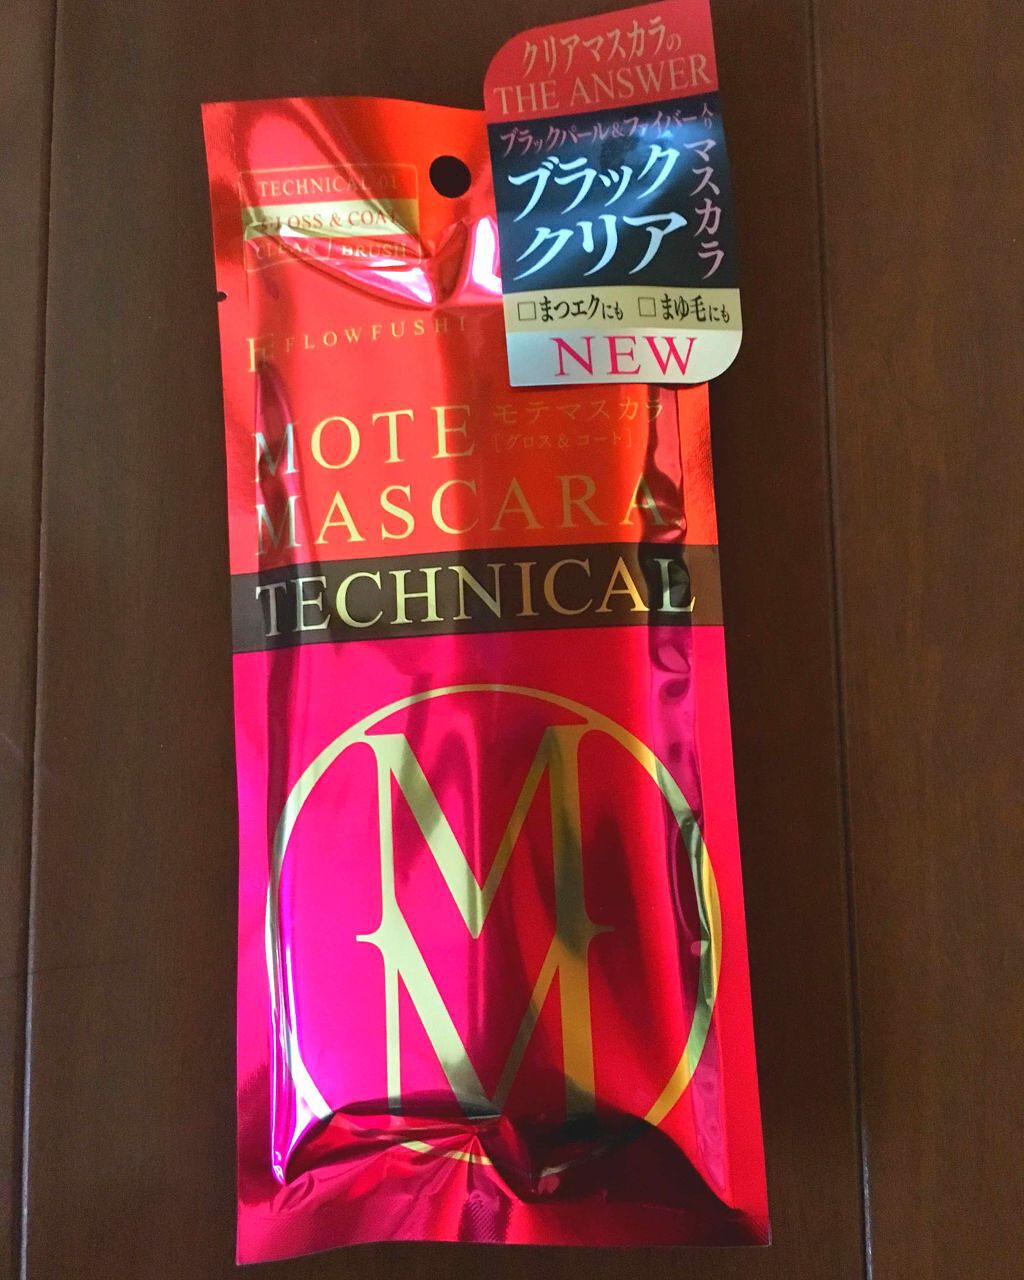 クリアマスカラの
THE ANSWER
ブラックパール&ファイバー入り
ブラック
クリア
マスカラ
□まつエクにも □まゆ毛にも
NEW
TECHNICAL 01
GLOSS & COAT
CLEAR / BRUSH
FLOWFUSHI
MOTE モテマスカラ
[グロス&コート]
MASCARA
TECHNICAL
M